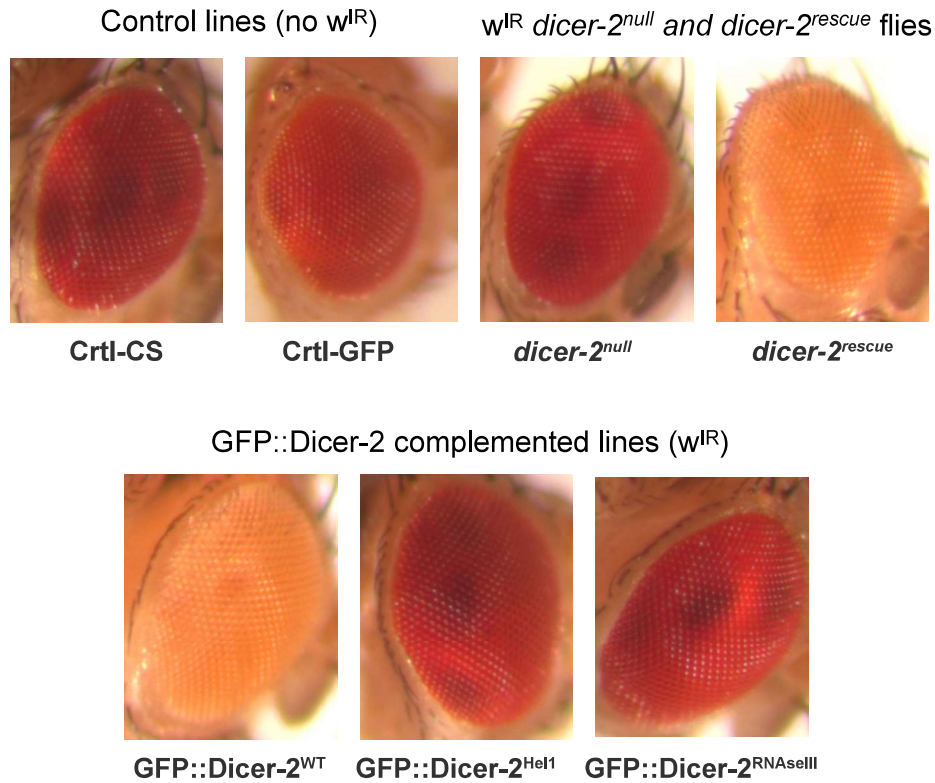 Control lines (no wᴵᴿ)
wᴵᴿ dicer-2ⁿᵘˡˡ and dicer-2ʳᵉˢᶜᵘᵉ flies
Crtl-CS
Crtl-GFP
dicer-2ⁿᵘˡˡ
dicer-2ʳᵉˢᶜᵘᵉ
GFP::Dicer-2 complemented lines (wᴵᴿ)
GFP::Dicer-2ᵂᵀ
GFP::Dicer-2ᴴᵉˡ¹
GFP::Dicer-2ᴿᴺᴬˢᵉᴵᴵᴵ